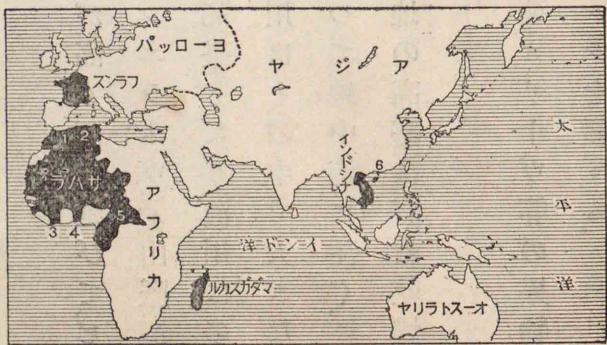 ヨーロッパ
アジヤ
フランス
1
2
サハラ
3
4
5
アフリカ
インドシ
6
インド洋
マダガスカル
オーストラリヤ
太平洋